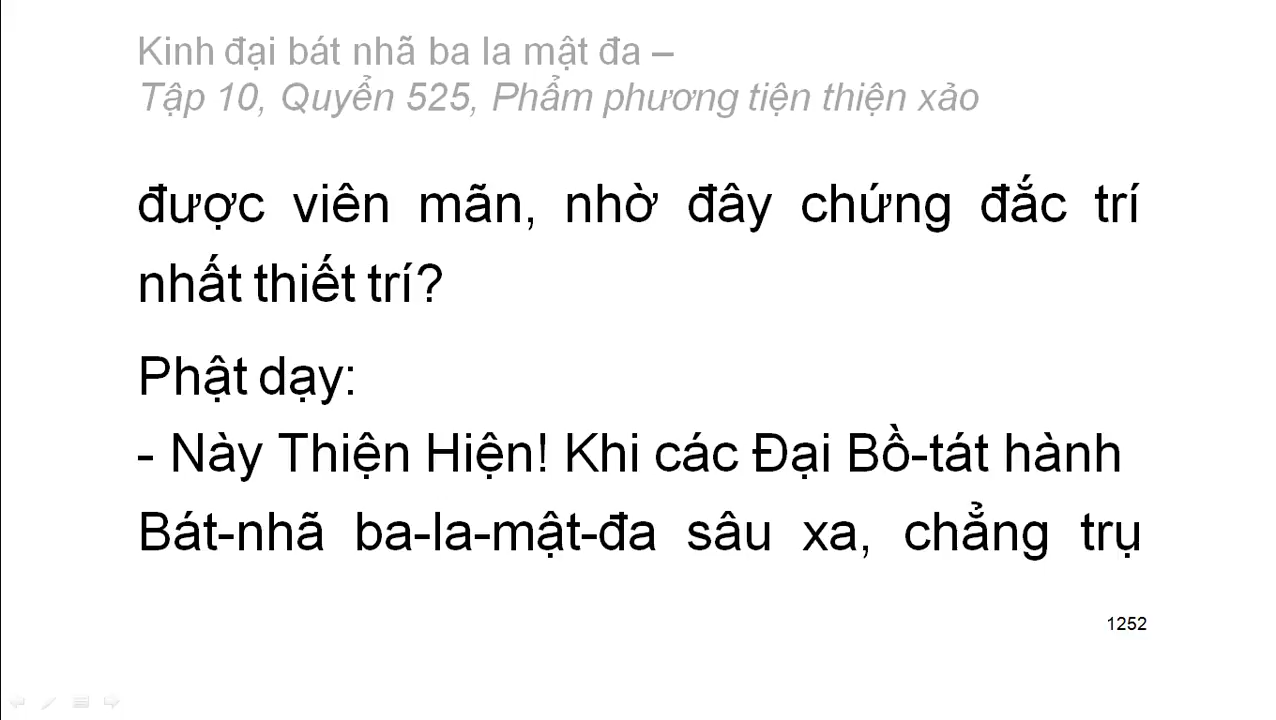 Kinh đại bát nhã ba la mật đa –
Tập 10, Quyển 525, Phẩm phương tiện thiện xảo
được viên mãn, nhờ đây chứng đắc trí
nhất thiết trí?
Phật dạy:
- Này Thiện Hiện! Khi các Đại Bồ-tát hành
Bát-nhã ba-la-mật-đa sâu xa, chẳng trụ
1252